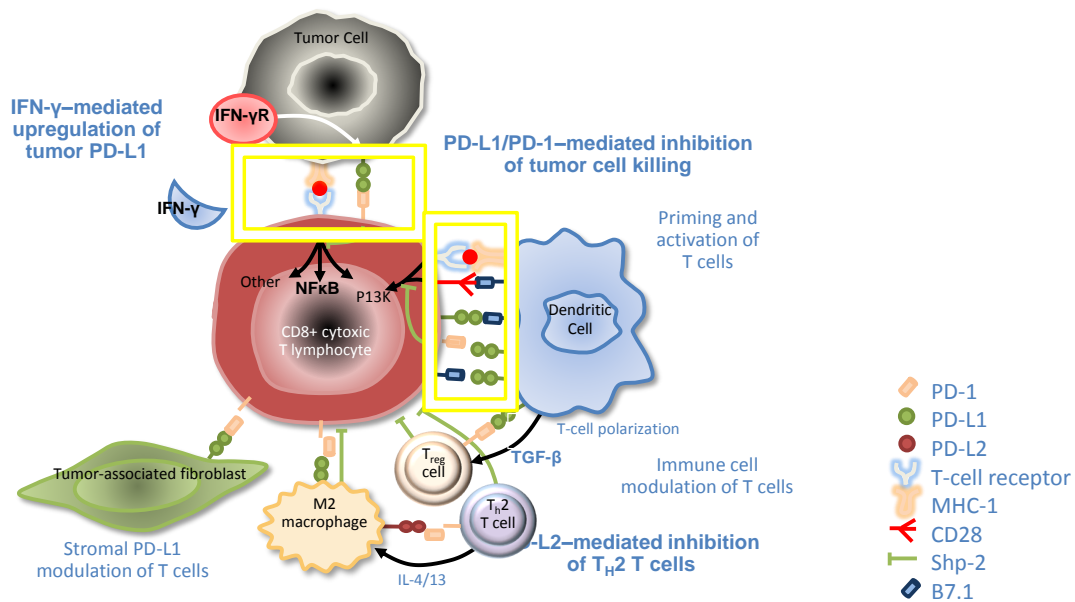 Tumor Cell
IFN-γ–mediated
upregulation of
tumor PD-L1
IFN-γR
PD-L1/PD-1–mediated inhibition
of tumor cell killing
IFN-γ
Priming and
activation of
T cells
Other
NFκB
P13K
CD8+ cytoxic
T lymphocyte
Dendritic
Cell
T-cell polarization
TGF-β
Treg
cell
Tumor-associated fibroblast
M2
macrophage
Th2
T cell
Immune cell
modulation of T cells
-L2–mediated inhibition
of TH2 T cells
Stromal PD-L1
modulation of T cells
IL-4/13
PD-1
PD-L1
PD-L2
T-cell receptor
MHC-1
CD28
Shp-2
B7.1